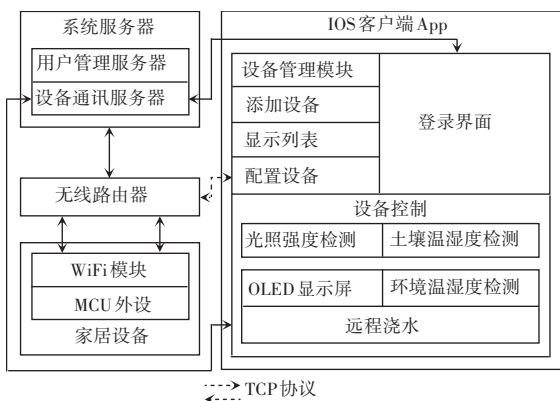 系统服务器
用户管理服务器
设备通讯服务器
无线路由器
WiFi模块
MCU外设
家居设备
IOS客户端App
设备管理模块
添加设备
显示列表
配置设备
登录界面
设备控制
光照强度检测
土壤温湿度检测
OLED显示屏
环境温湿度检测
远程浇水
TCP协议